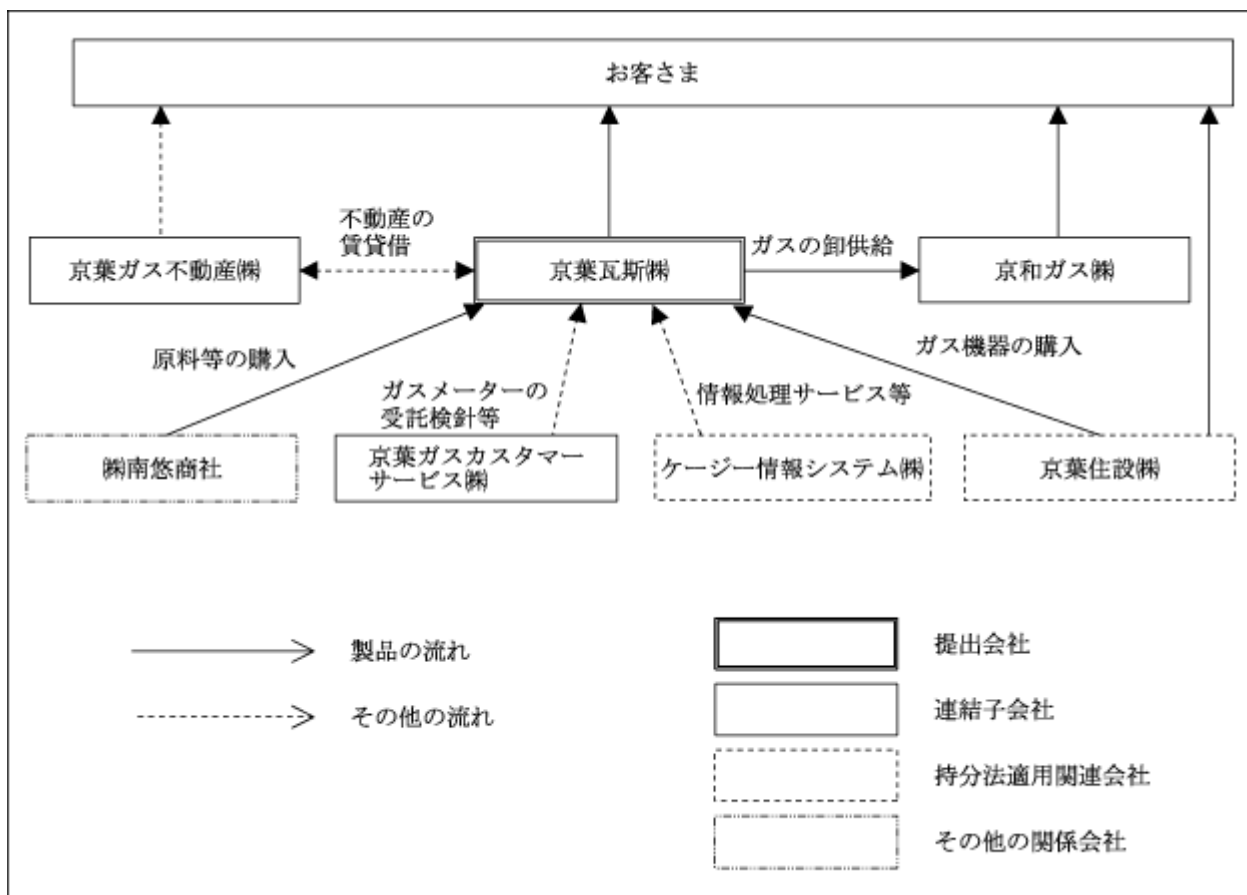 お客さま
不動産の
賃貸借
ガスの卸供給
京葉ガス不動産㈱
京葉瓦斯㈱
京和ガス㈱
原料等の購入
ガスメーターの
受託検針等
情報処理サービス等
ガス機器の購入
㈱南悠商社
京葉ガスカスタマー
サービス㈱
ケージー情報システム㈱
京葉住設㈱
製品の流れ
その他の流れ
提出会社
連結子会社
持分法適用関連会社
その他の関係会社